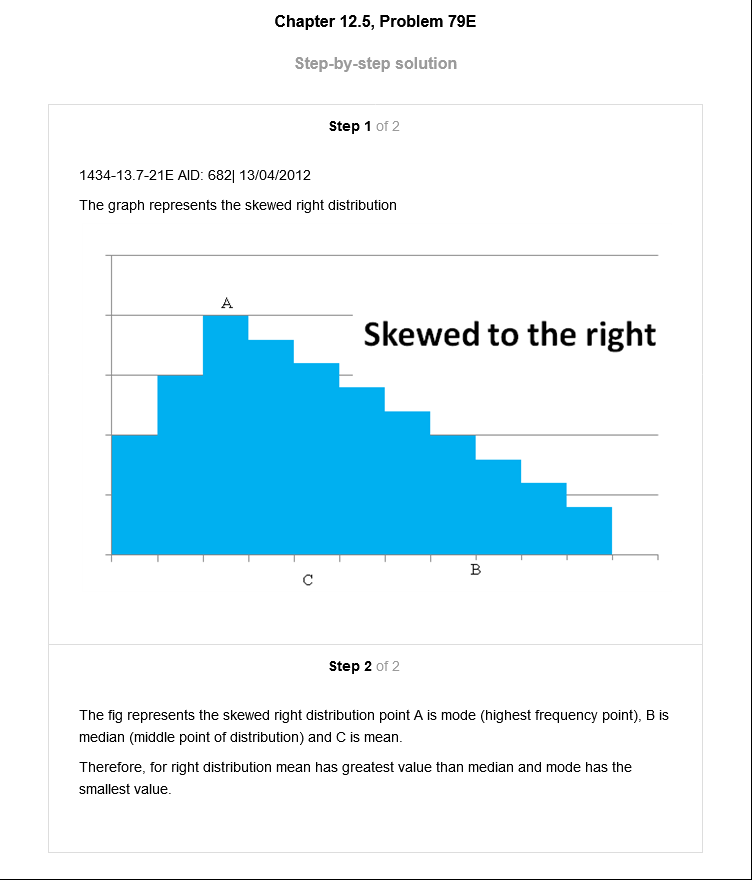 Chapter 12.5, Problem 79E
Step-by-step solution
Step 1 of 2
1434-13.7-21E AID: 682| 13/04/2012
The graph represents the skewed right distribution
A
Skewed to the right
B
C
Step 2 of 2
The fig represents the skewed right distribution point A is mode (highest frequency point), B is
median (middle point of distribution) and C is mean.
Therefore, for right distribution mean has greatest value than median and mode has the
smallest value.